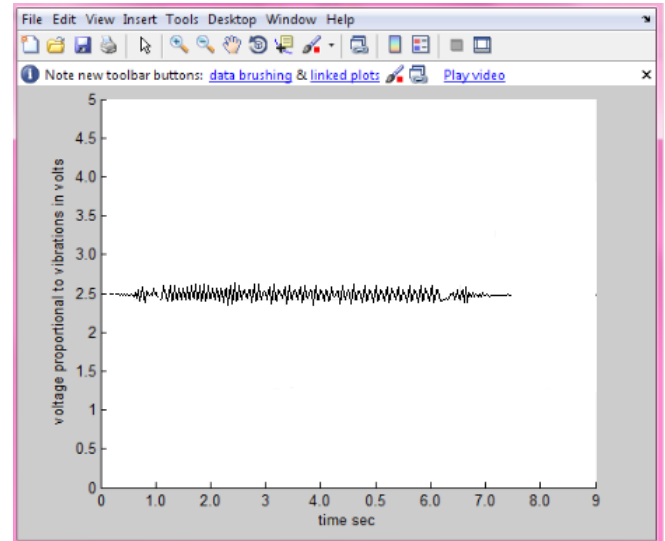 File Edit View Insert Tools Desktop Window Help
Note new toolbar buttons: data brushing & linked plots Play video
5
4.5
4.0
3.5
3.0
2.5
2
1.5
1
0.5
0
voltage proportional to vibrations in volts
0 1.0 2.0 3 4.0 0.5 6.0 7.0 8.0 9
time sec